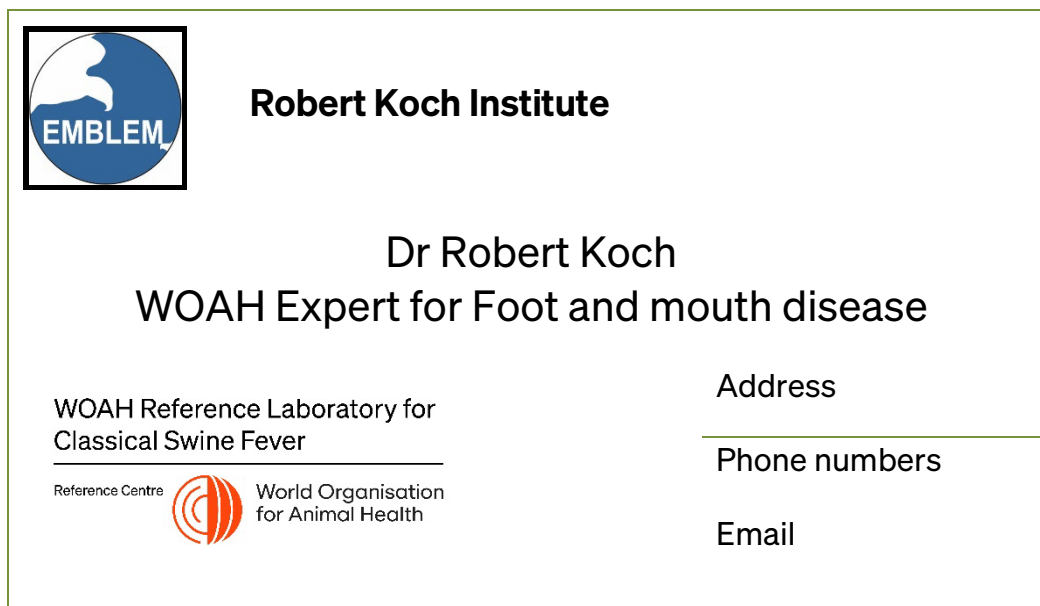 EMBLEM
Robert Koch Institute
Dr Robert Koch
WOAH Expert for Foot and mouth disease
WOAH Reference Laboratory for
Classical Swine Fever
Reference Centre
World Organisation
for Animal Health
Address
Phone numbers
Email